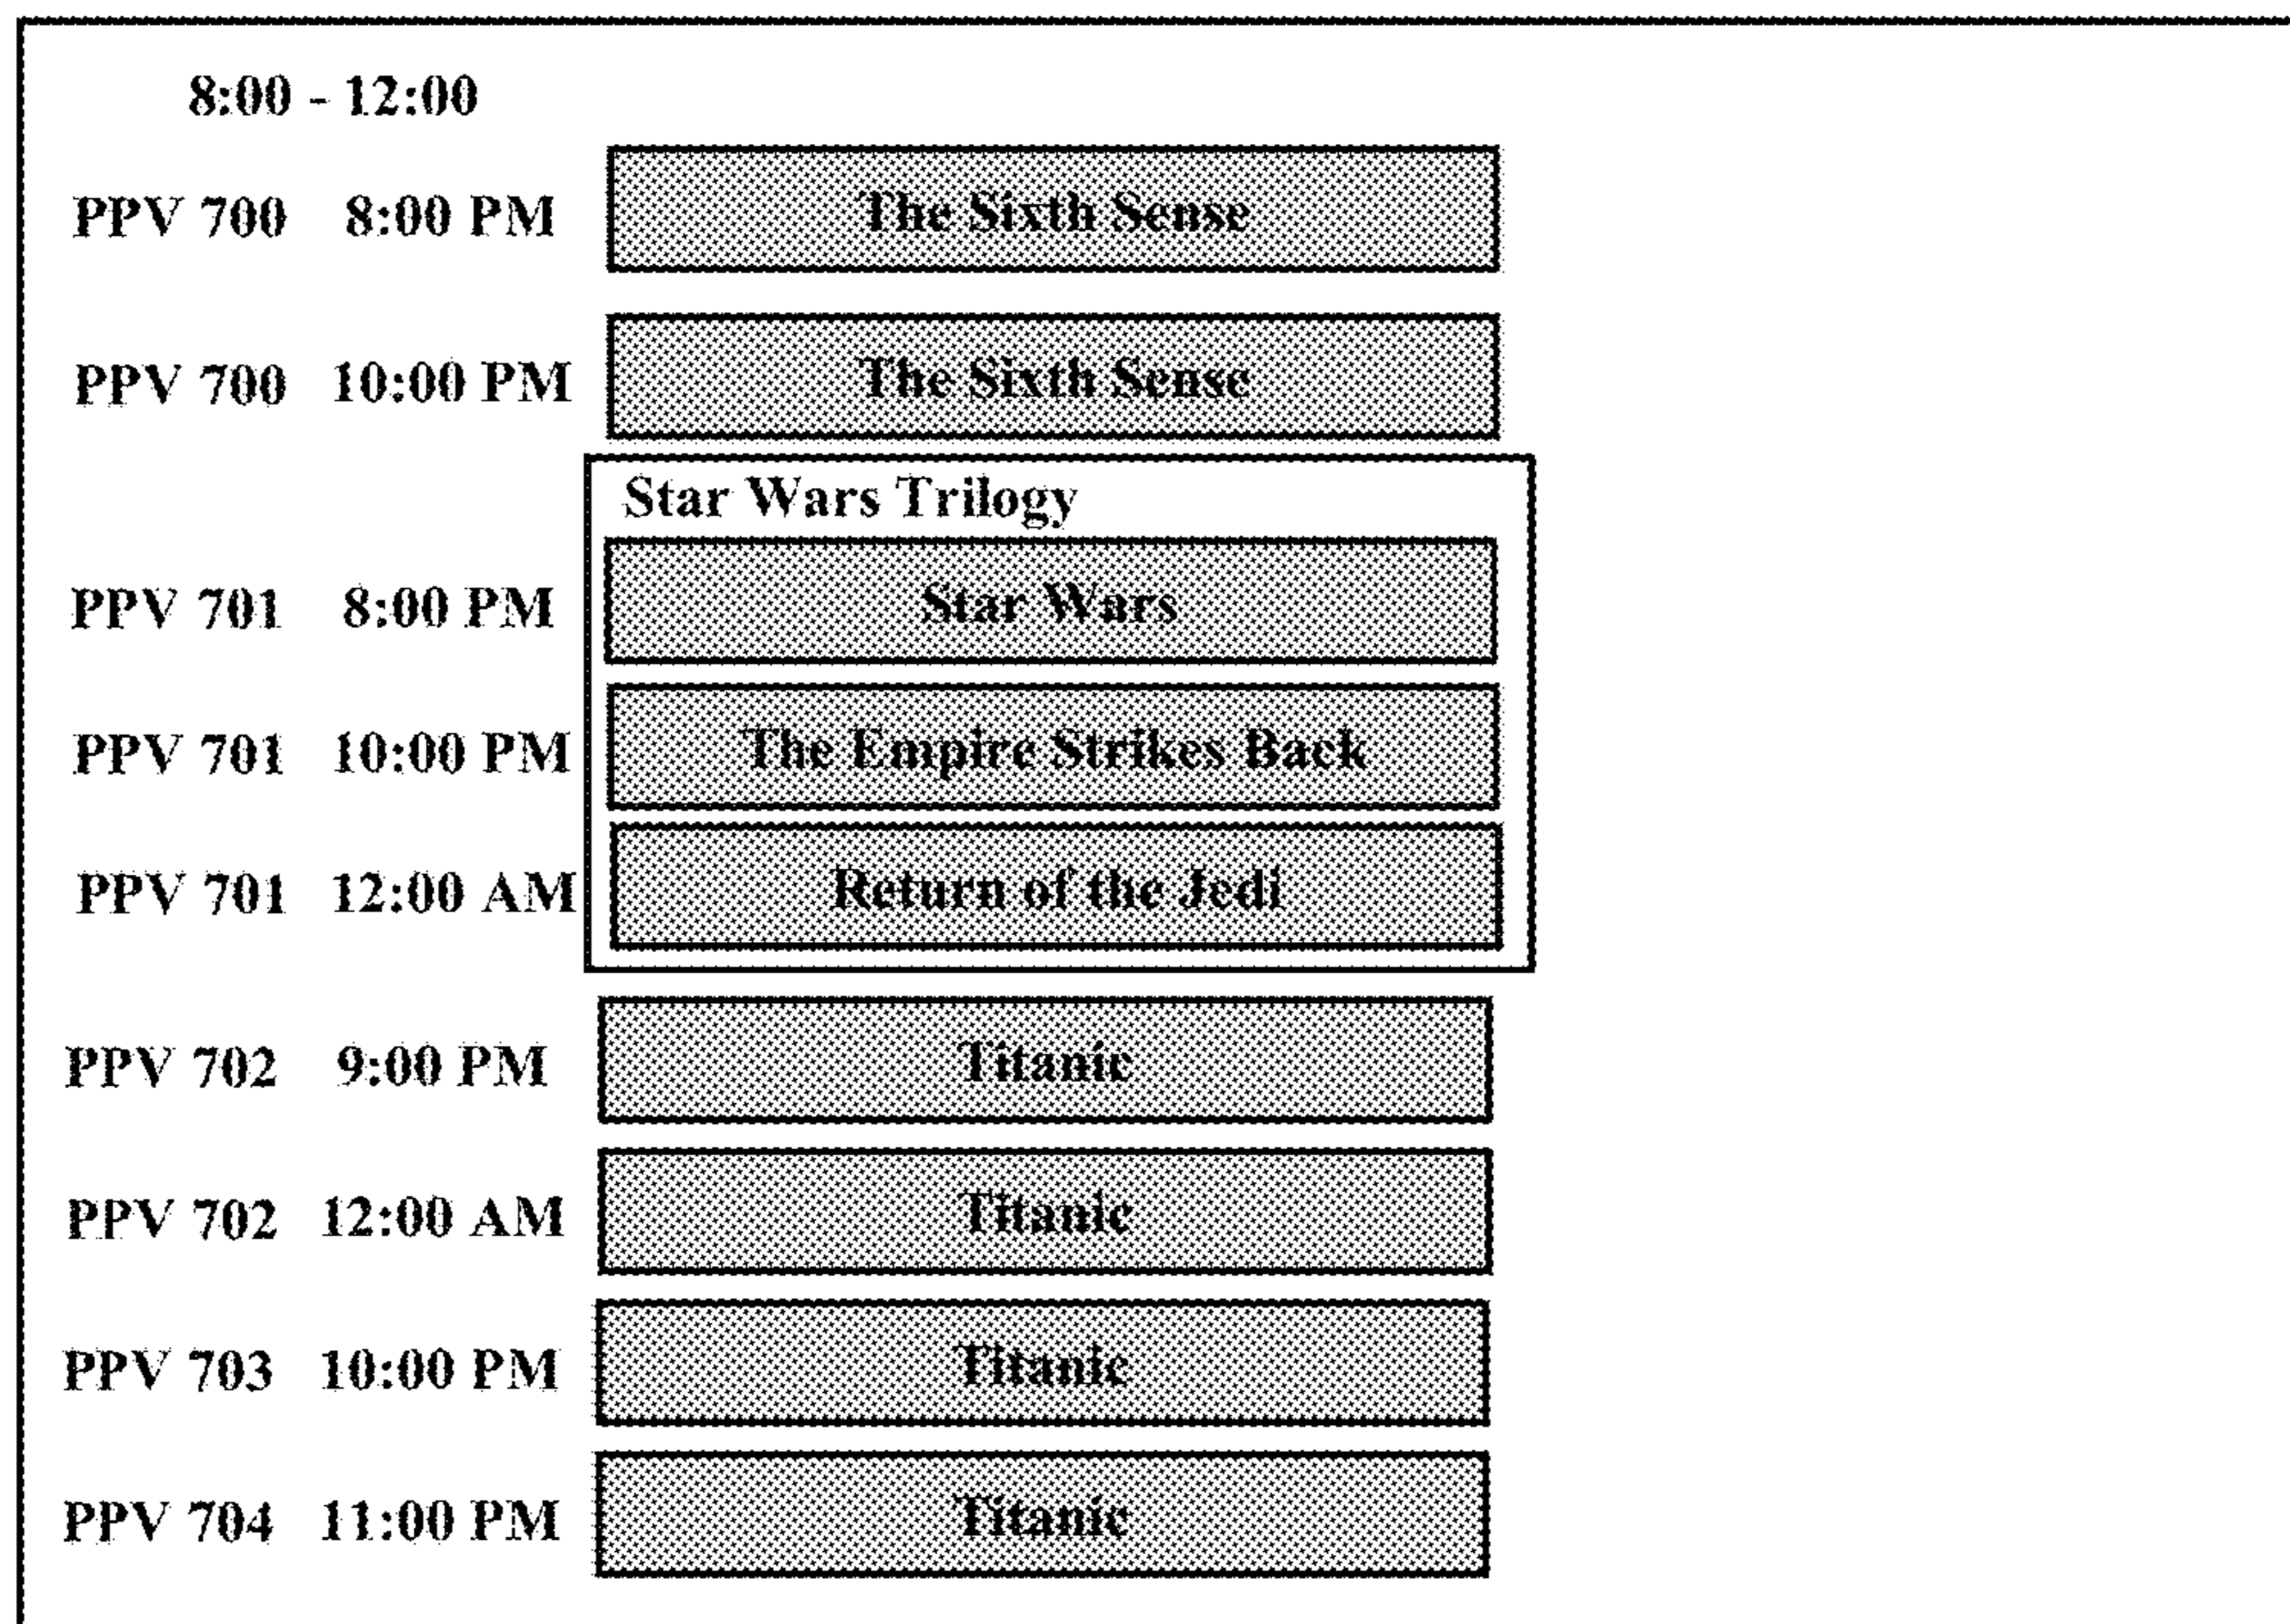 8:00 - 12:00
PPV 700 8:00 PM The Sixth Sense
PPV 700 10:00 PM The Sixth Sense
Star Wars Trilogy
PPV 701 8:00 PM Star Wars
PPV 701 10:00 PM The Empire Strikes Back
PPV 701 12:00 AM Return of the Jedi
PPV 702 9:00 PM Titanic
PPV 702 12:00 AM Titanic
PPV 703 10:00 PM Titanic
PPV 704 11:00 PM Titanic